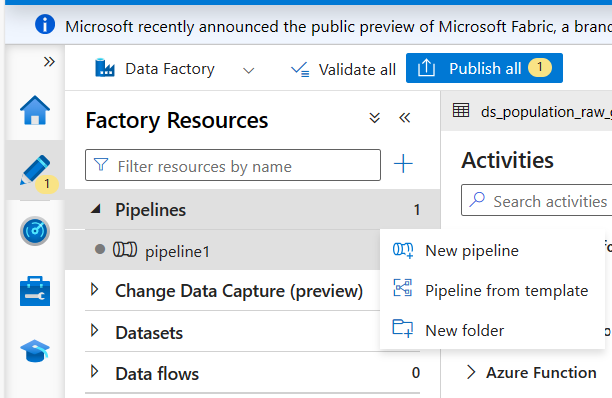 Microsoft recently announced the public preview of Microsoft Fabric, a bran
Data Factory
Validate all
Publish all 1
Factory Resources
Filter resources by name
1
Pipelines 1
pipeline1
Change Data Capture (preview)
Datasets
Data flows 0
ds_population_raw_
Activities
Search activities
New pipeline
Pipeline from template
New folder
Azure Function